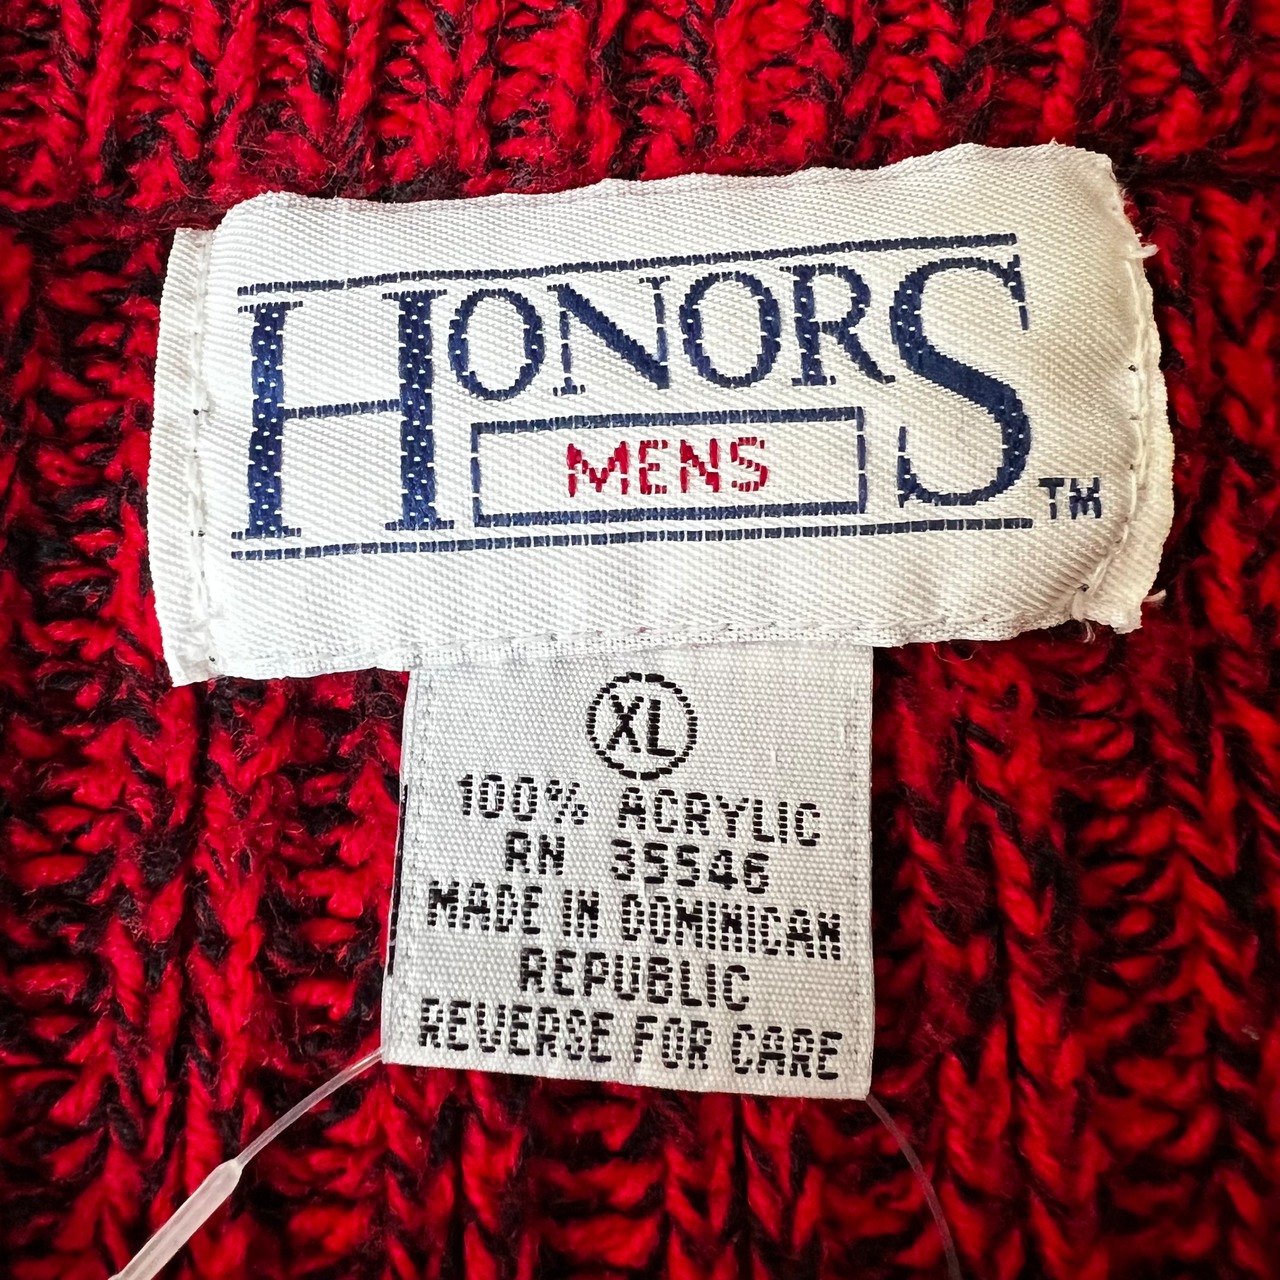 HONORS
MENS
TM
XL
100% ACRYLIC
RN 35546
MADE IN DOMINICAN
REPUBLIC
REVERSE FOR CARE